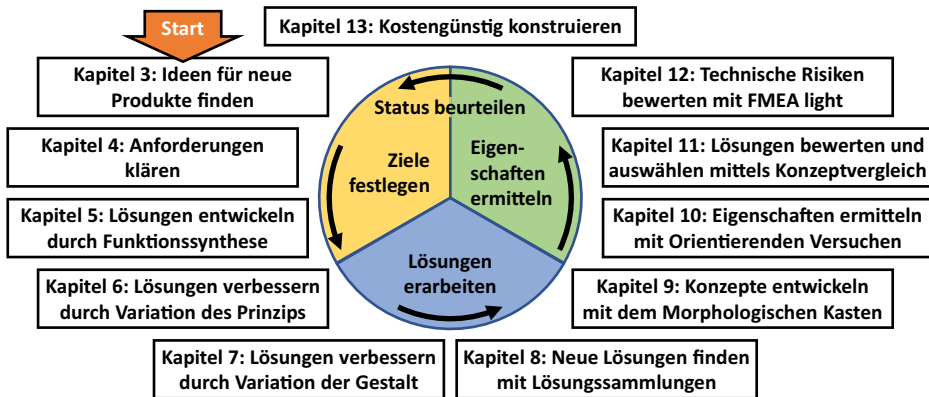 Start
Kapitel 13: Kostengünstig konstruieren
Kapitel 3: Ideen für neue
Produkte finden
Kapitel 12: Technische Risiken
bewerten mit FMEA light
Kapitel 4: Anforderungen
klären
Kapitel 11: Lösungen bewerten und
auswählen mittels Konzeptvergleich
Kapitel 5: Lösungen entwickeln
durch Funktionssynthese
Kapitel 10: Eigenschaften ermitteln
mit Orientierenden Versuchen
Kapitel 6: Lösungen verbessern
durch Variation des Prinzips
Kapitel 9: Konzepte entwickeln
mit dem Morphologischen Kasten
Kapitel 7: Lösungen verbessern
durch Variation der Gestalt
Kapitel 8: Neue Lösungen finden
mit Lösungssammlungen
Status beurteilen
Ziele
festlegen
Eigen-
schaften
ermitteln
Lösungen
erarbeiten